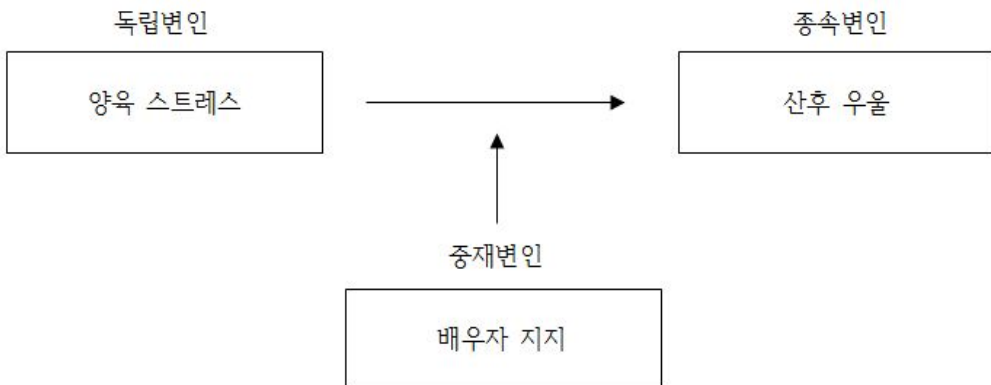 독립변인
종속변인
양육 스트레스
산후 우울
중재변인
배우자 지지